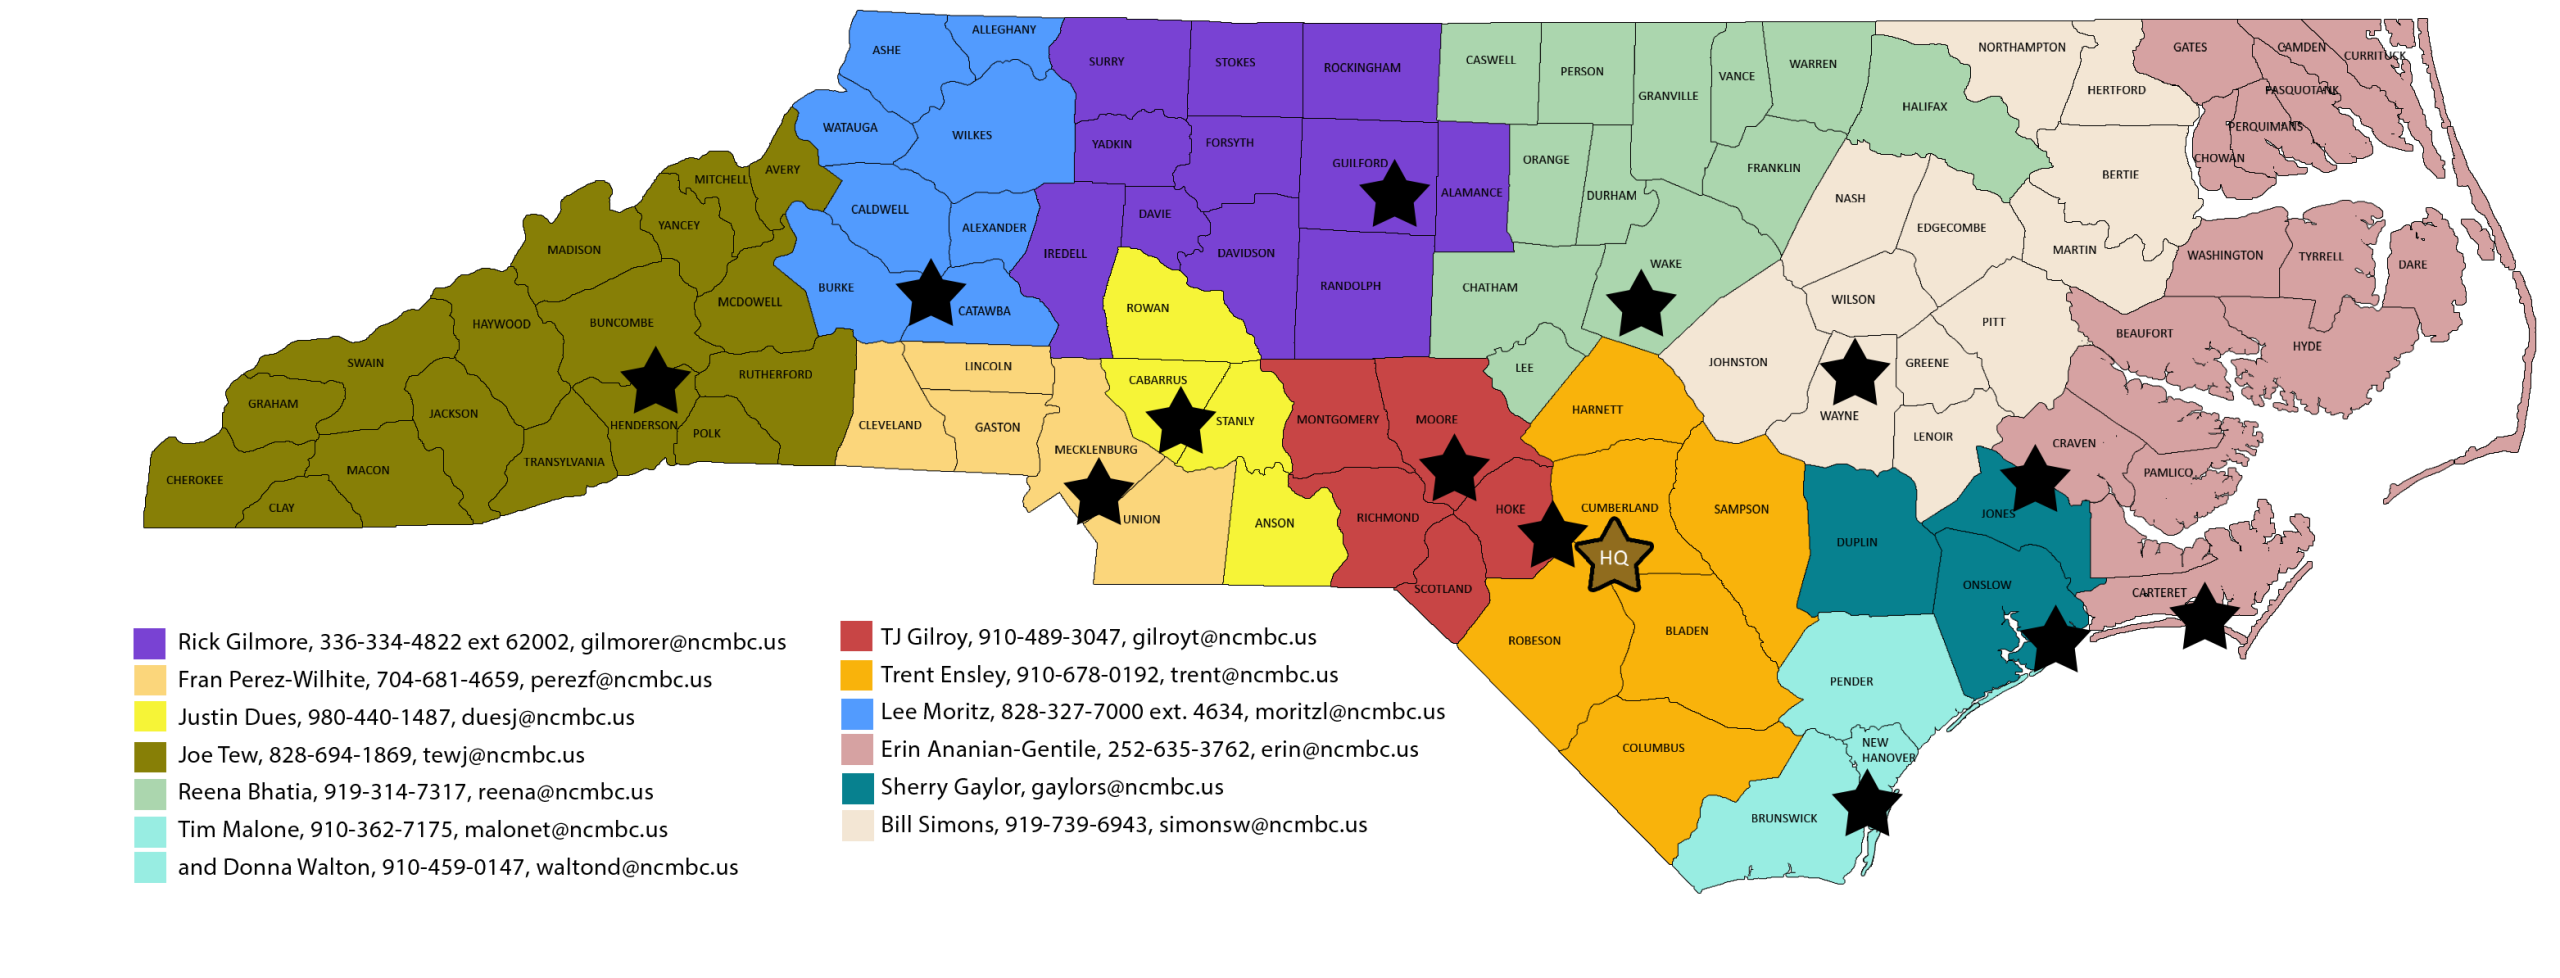 ALLEGHANY
ASHE
SURRY
STOKES
ROCKINGHAM
CASWELL
PERSON
GRANVILLE
VANCE
WARREN
HALIFAX
NORTHAMPTON
HERTFORD
GATES
CAMDEN
CURRITUCK
PASQUOTANK
PERQUIMANS
CHOWAN
WATAUGA
WILKES
YADKIN
FORSYTH
GUILFORD
ALAMANCE
ORANGE
DURHAM
FRANKLIN
NASH
EDGECOMBE
BERTIE
MARTIN
WASHINGTON
TYRRELL
DARE
MITCHELL
AVERY
YANCEY
MADISON
CALDWELL
ALEXANDER
IREDELL
DAVIE
DAVIDSON
RANDOLPH
CHATHAM
WAKE
WILSON
PITT
BEAUFORT
HYDE
BURKE
CATAWBA
ROWAN
MCDOWELL
BUNCOMBE
HAYWOOD
SWAIN
GRAHAM
JACKSON
CHEROKEE
CLAY
MACON
TRANSYLVANIA
HENDERSON
POLK
RUTHERFORD
CLEVELAND
LINCOLN
GASTON
MECKLENBURG
UNION
CABARRUS
STANLY
ANSON
MONTGOMERY
MOORE
RICHMOND
HOKE
SCOTLAND
LEE
HARNETT
JOHNSTON
WAYNE
GREENE
LENOIR
CRAVEN
PAMLICO
JONES
CUMBERLAND
HQ
SAMPSON
DUPLIN
ONSLOW
CARTERET
ROBESON
BLADEN
PENDER
COLUMBUS
NEW
HANOVER
BRUNSWICK
Rick Gilmore, 336-334-4822 ext 62002, gilmorer@ncmbc.us
Fran Perez-Wilhite, 704-681-4659, perezf@ncmbc.us
Justin Dues, 980-440-1487, duesj@ncmbc.us
Joe Tew, 828-694-1869, tewj@ncmbc.us
Reena Bhatia, 919-314-7317, reena@ncmbc.us
Tim Malone, 910-362-7175, malonet@ncmbc.us
and Donna Walton, 910-459-0147, waltond@ncmbc.us
TJ Gilroy, 910-489-3047, gilroyt@ncmbc.us
Trent Ensley, 910-678-0192, trent@ncmbc.us
Lee Moritz, 828-327-7000 ext. 4634, moritzl@ncmbc.us
Erin Ananian-Gentile, 252-635-3762, erin@ncmbc.us
Sherry Gaylor, gaylors@ncmbc.us
Bill Simons, 919-739-6943, simonsw@ncmbc.us